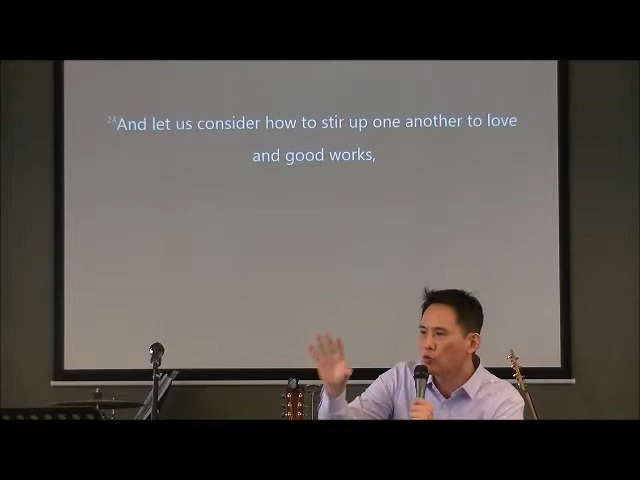 24And let us consider how to stir up one another to love
and good works,